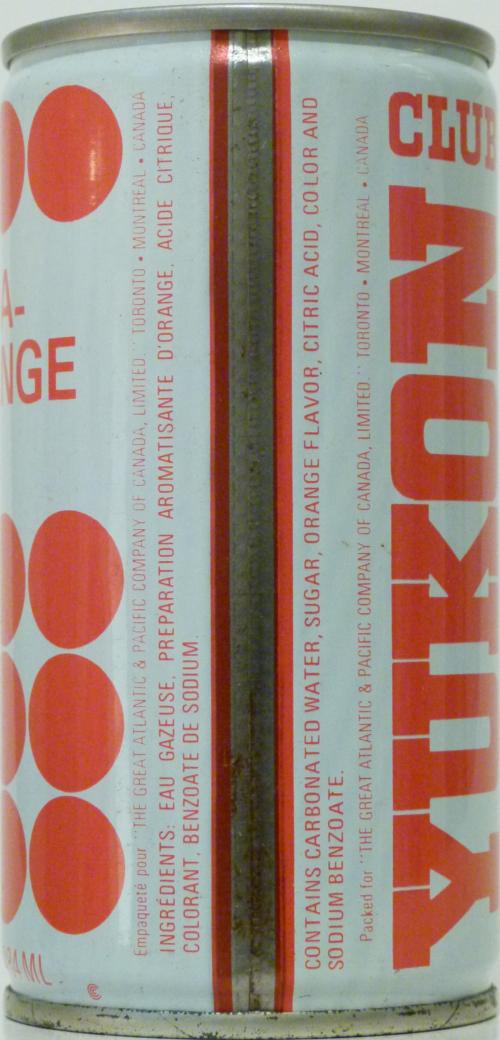 A-
NGE
ML
Empaqueté pour "THE GREAT ATLANTIC & PACIFIC COMPANY OF CANADA, LIMITED." TORONTO • MONTREAL • CANADA
INGRÉDIENTS: EAU GAZEUSE, PREPARATION AROMATISANTE D'ORANGE, ACIDE CITRIQUE,
COLORANT, BENZOATE DE SODIUM.
CONTAINS CARBONATED WATER, SUGAR, ORANGE FLAVOR, CITRIC ACID, COLOR AND
SODIUM BENZOATE.
Packed for "THE GREAT ATLANTIC & PACIFIC COMPANY OF CANADA, LIMITED." TORONTO • MONTREAL • CANADA
YUKON
CLUB